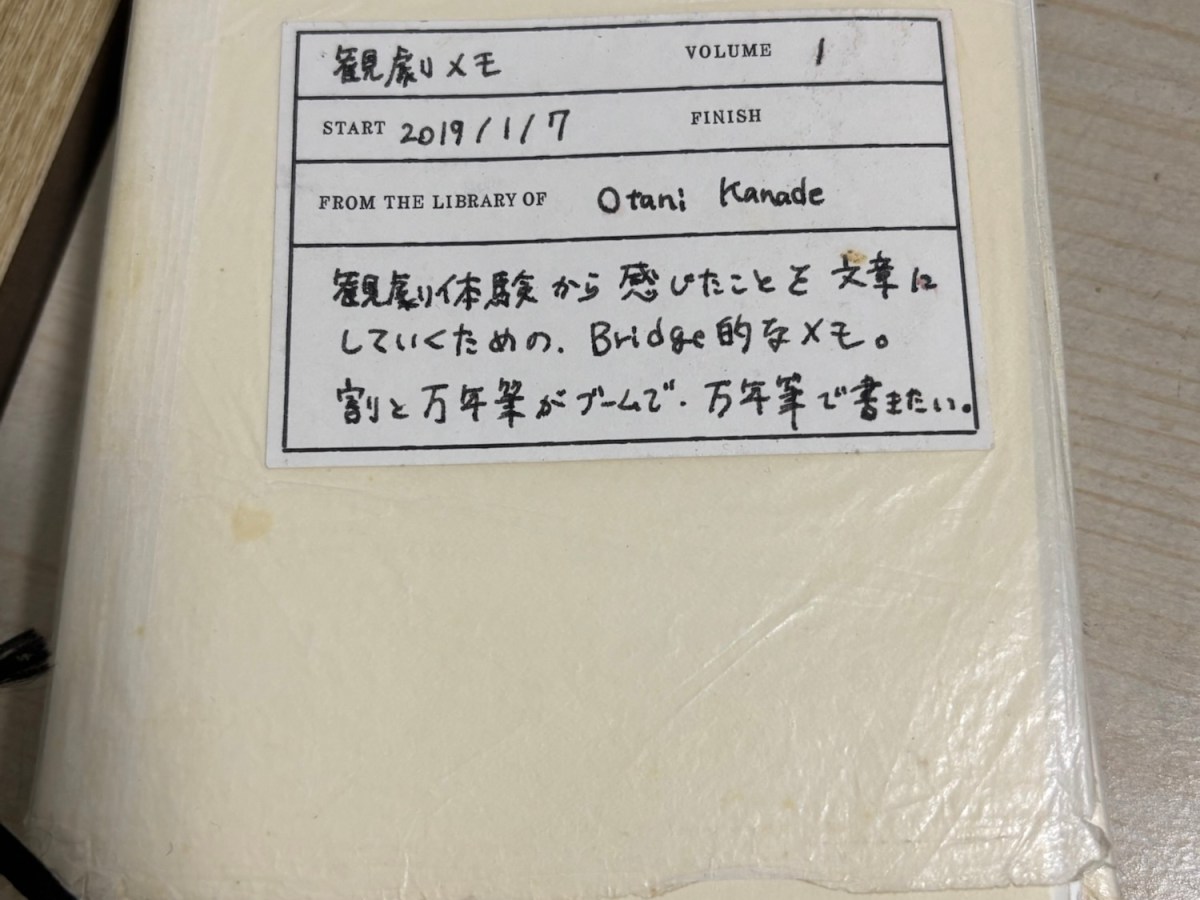 観劇メモ VOLUME 1
START 2019/1/7 FINISH
FROM THE LIBRARY OF Otani Kanade
観劇体験から感じたことを文章に
していくための、Bridge的なメモ。
割と万年筆がブームで、万年筆で書きたい。